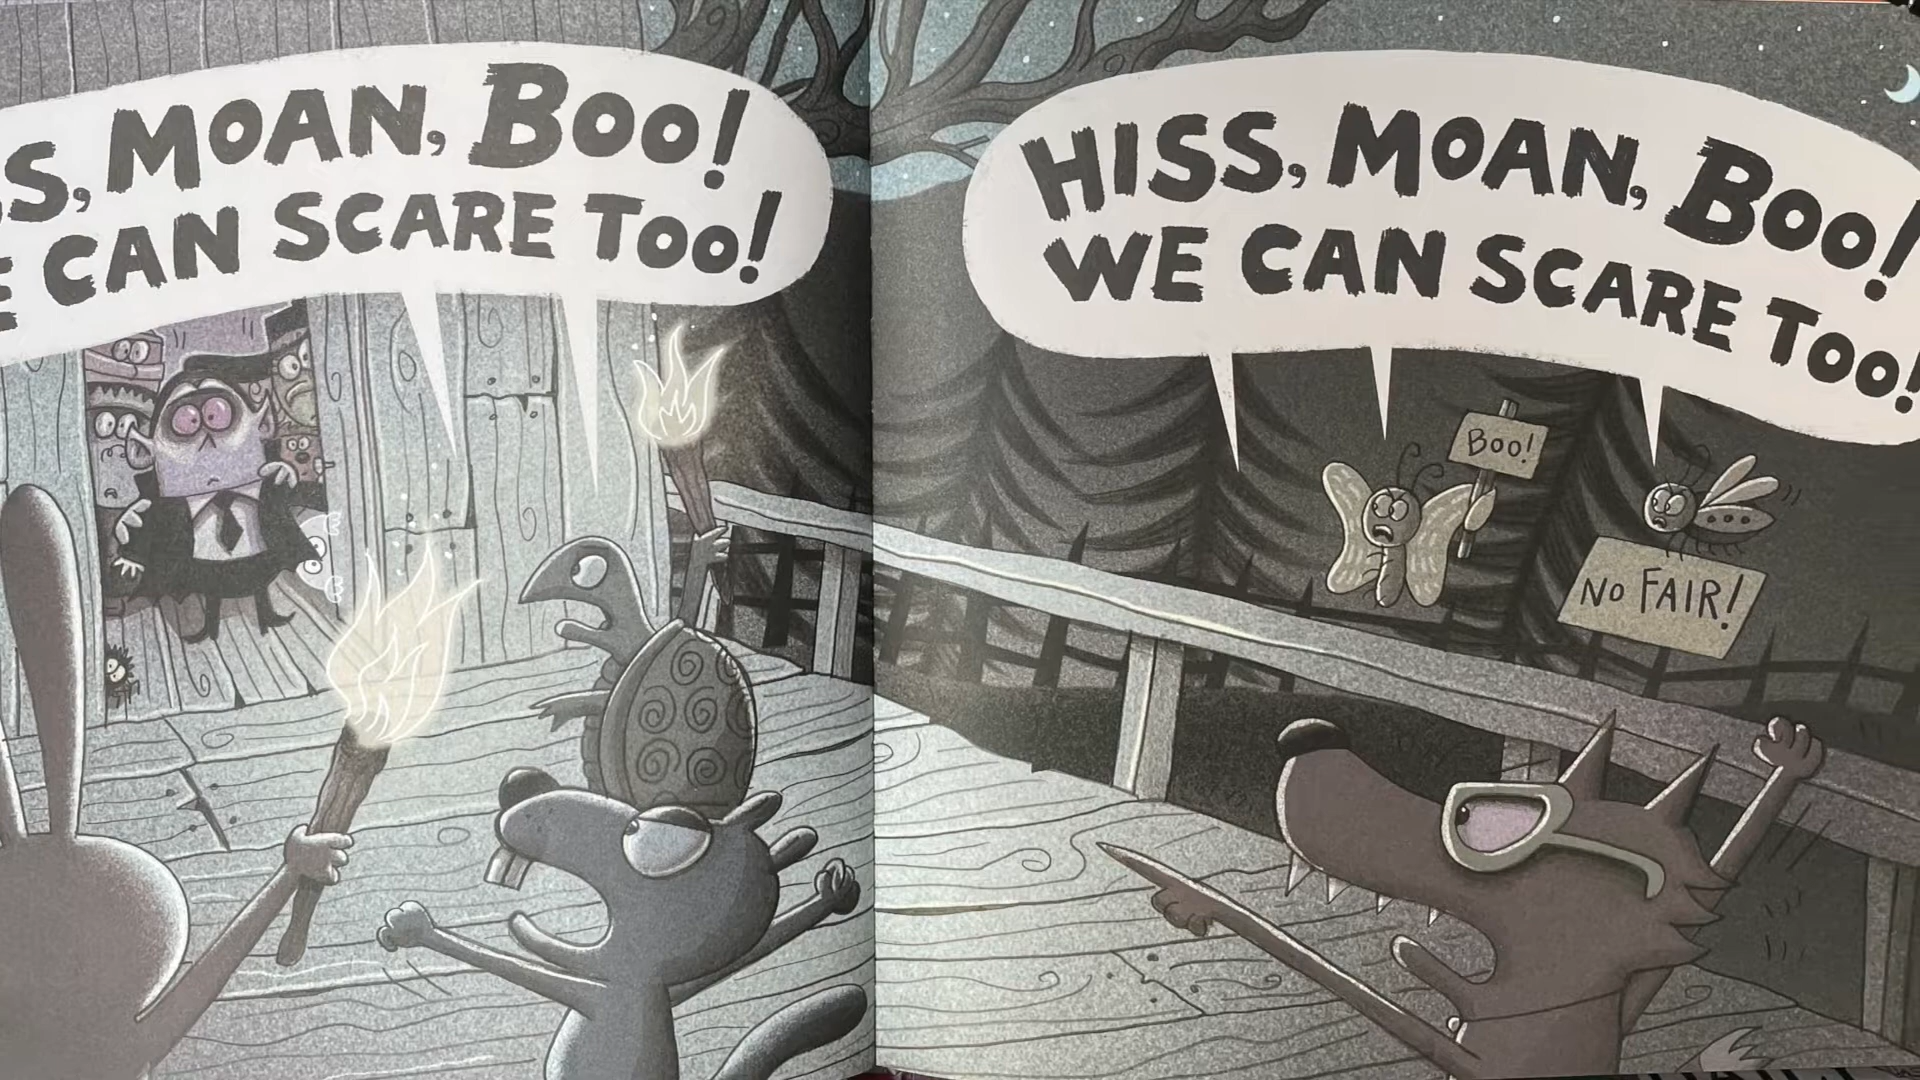 S, MOAN, BOO!
E CAN SCARE TOO!
HISS, MOAN, BOO!
WE CAN SCARE TOO!
BOO!
NO FAIR!